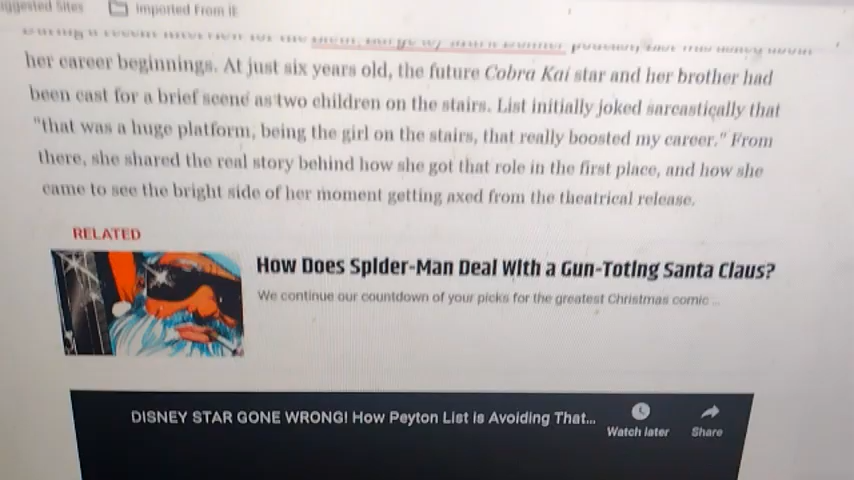 ggested Sites
Imported From IE
her career beginnings. At just six years old, the future Cobra Kai star and her brother had
been cast for a brief scene as two children on the stairs. List initially joked sarcastically that
"that was a huge platform, being the girl on the stairs, that really boosted my career." From
there, she shared the real story behind how she got that role in the first place, and how she
came to see the bright side of her moment getting axed from the theatrical release.
RELATED
How Does Spider-Man Deal With a Gun-Toting Santa Claus?
We continue our countdown of your picks for the greatest Christmas comic ...
DISNEY STAR GONE WRONG! How Peyton List is Avoiding That...
Watch later
Share